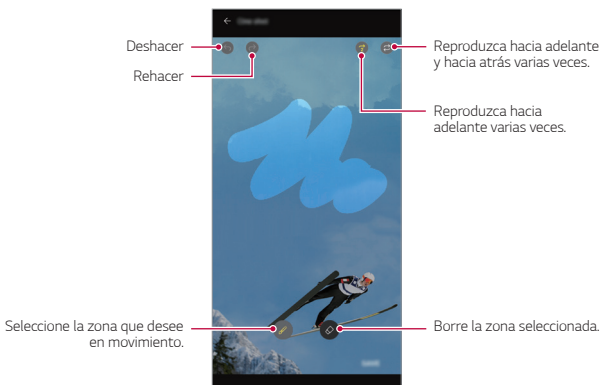 Deshacer
Rehacer
Reproduzca hacia adelante
y hacia atrás varias veces.
Reproduzca hacia
adelante varias veces.
Seleccione la zona que desee
en movimiento.
Borre la zona seleccionada.